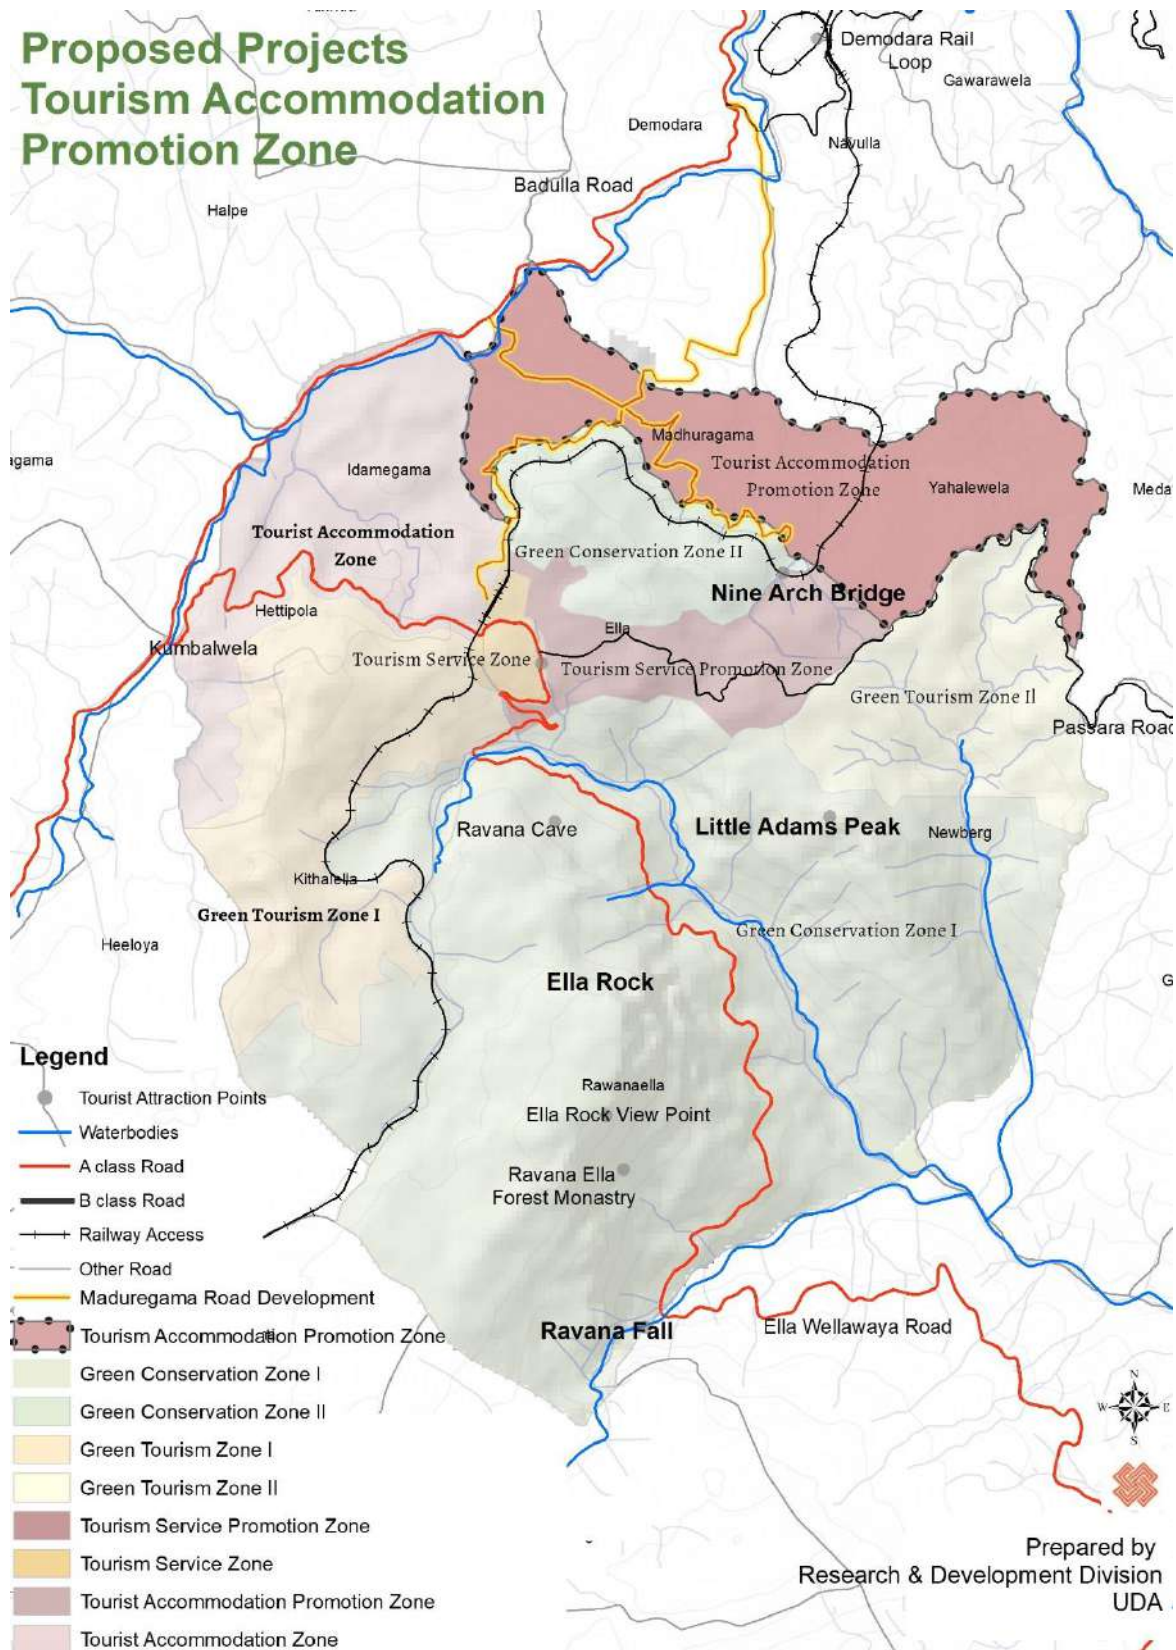 Proposed Projects
Tourism Accommodation
Promotion Zone
Demodara Rail
Loop
Gawarawela
Demodara
Navulla
Badulla Road
Halpe
agama
Idamegama
Madhuragama
Tourist Accommodation
Promotion Zone
Yahalewela
Meda
Tourist Accommodation
Zone
Green Conservation Zone II
Nine Arch Bridge
Hettipola
Ella
Kumbalwela
Tourism Service Zone
Tourism Service Promotion Zone
Green Tourism Zone Il
Passara Road
Ravana Cave
Little Adams Peak
Newberg
Kithalella
Green Tourism Zone I
Green Conservation Zone I
Heeloya
Ella Rock
G
Rawanaella
Ella Rock View Point
Ravana Ella
Forest Monastry
Ravana Fall
Ella Wellawaya Road
Legend
Tourist Attraction Points
Waterbodies
A class Road
B class Road
Railway Access
Other Road
Maduregama Road Development
Tourism Accommodation Promotion Zone
Green Conservation Zone I
Green Conservation Zone II
Green Tourism Zone I
Green Tourism Zone II
Tourism Service Promotion Zone
Tourism Service Zone
Tourist Accommodation Promotion Zone
Tourist Accommodation Zone
N
W
E
S
Prepared by
Research & Development Division
UDA